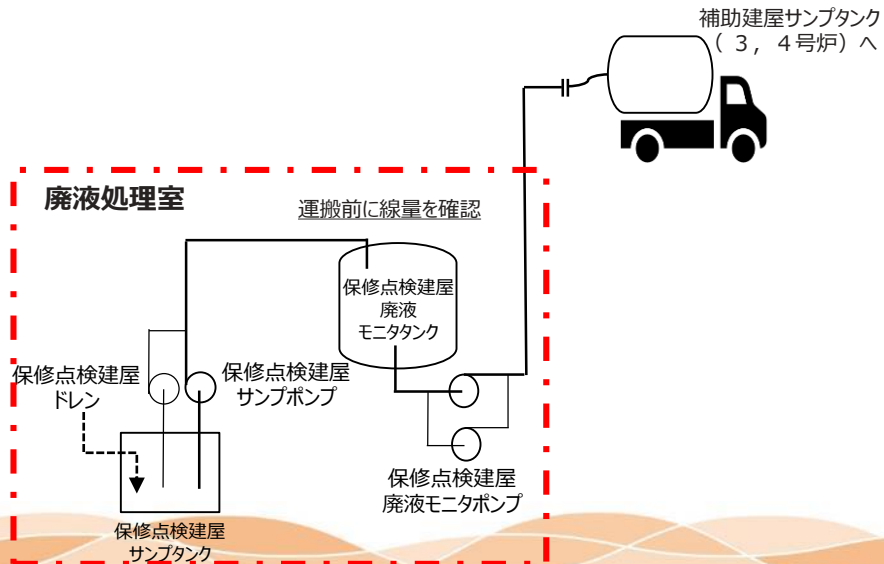 補助建屋サンプタンク
（ 3，4号炉）へ
廃液処理室
運搬前に線量を確認
保修点検建屋
廃液
モニタタンク
保修点検建屋
ドレン
保修点検建屋
サンプポンプ
保修点検建屋
廃液モニタポンプ
保修点検建屋
サンプタンク